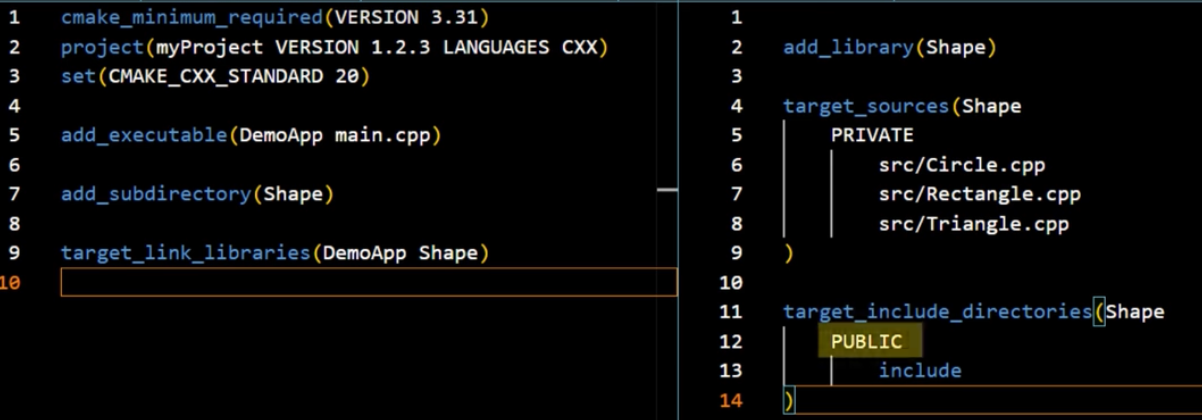 1 cmake_minimum_required(VERSION 3.31)
2 project(myProject VERSION 1.2.3 LANGUAGES CXX)
3 set(CMAKE_CXX_STANDARD 20)
4
5 add_executable(DemoApp main.cpp)
6
7 add_subdirectory(Shape)
8
9 target_link_libraries(DemoApp Shape)
10
1
2 add_library(Shape)
3
4 target_sources(Shape
5 PRIVATE
6 src/Circle.cpp
7 src/Rectangle.cpp
8 src/Triangle.cpp
9 )
10
11 target_include_directories(Shape
12 PUBLIC
13 include
14 )